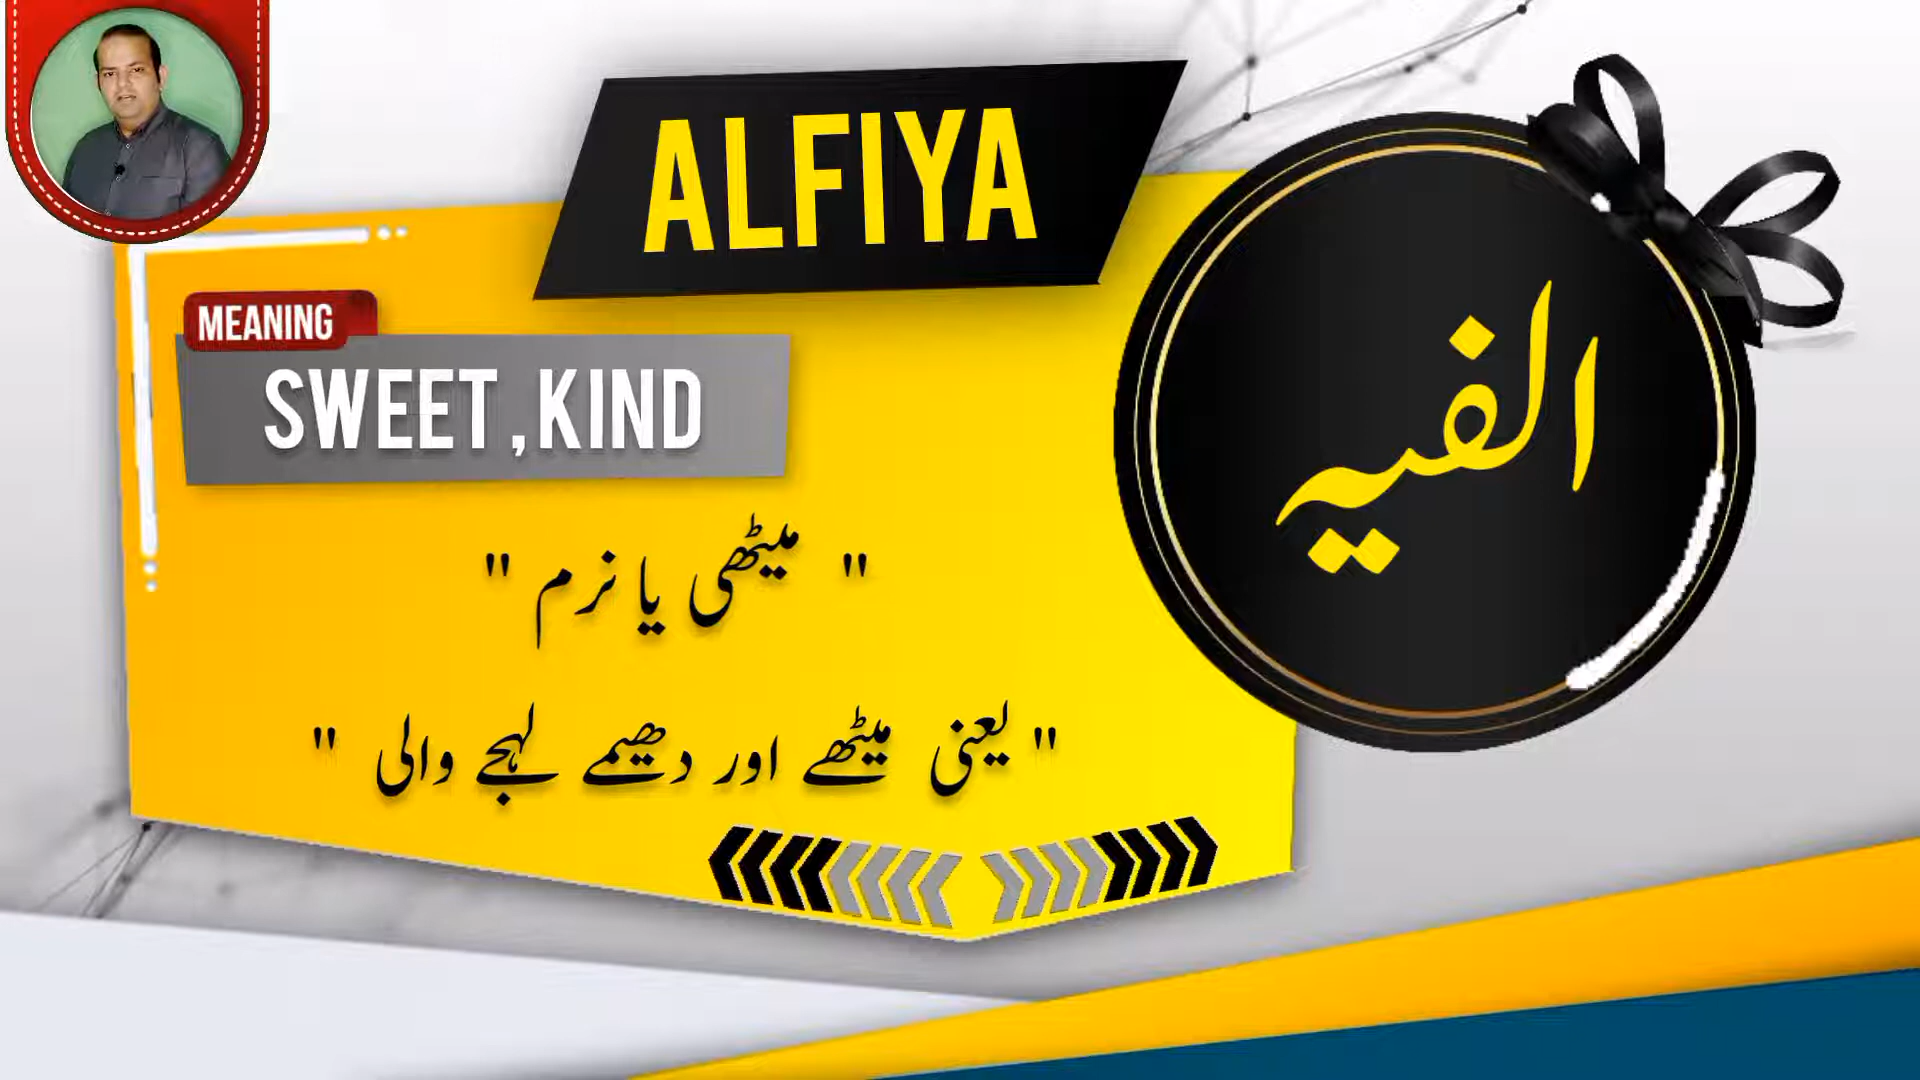 ALFIYA
الفیہ
MEANING
SWEET ,KIND
" میٹھی یا نرم "
" یعنی میٹھے اور دھیمے لہجے والی "